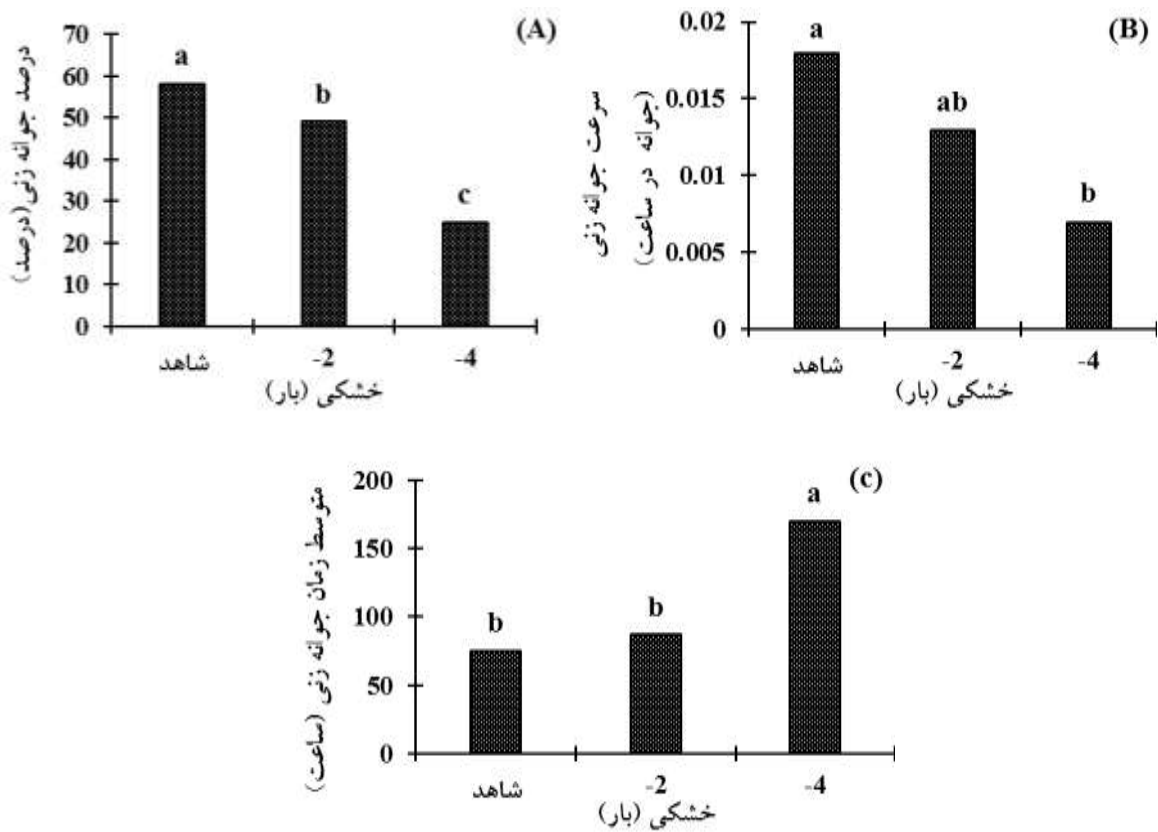 (A)
درصد جوانه زنی (درصد)
70
60
50
40
30
20
10
0
a
b
c
شاهد
-2
-4
خشکی (بار)
(B)
سرعت جوانه زنی
(جوانه در ساعت)
0.02
0.015
0.01
0.005
0
a
ab
b
شاهد
-2
-4
خشکی (بار)
(c)
متوسط زمان جوانه زنی (ساعت)
200
150
100
50
0
b
b
a
شاهد
-2
-4
خشکی (بار)